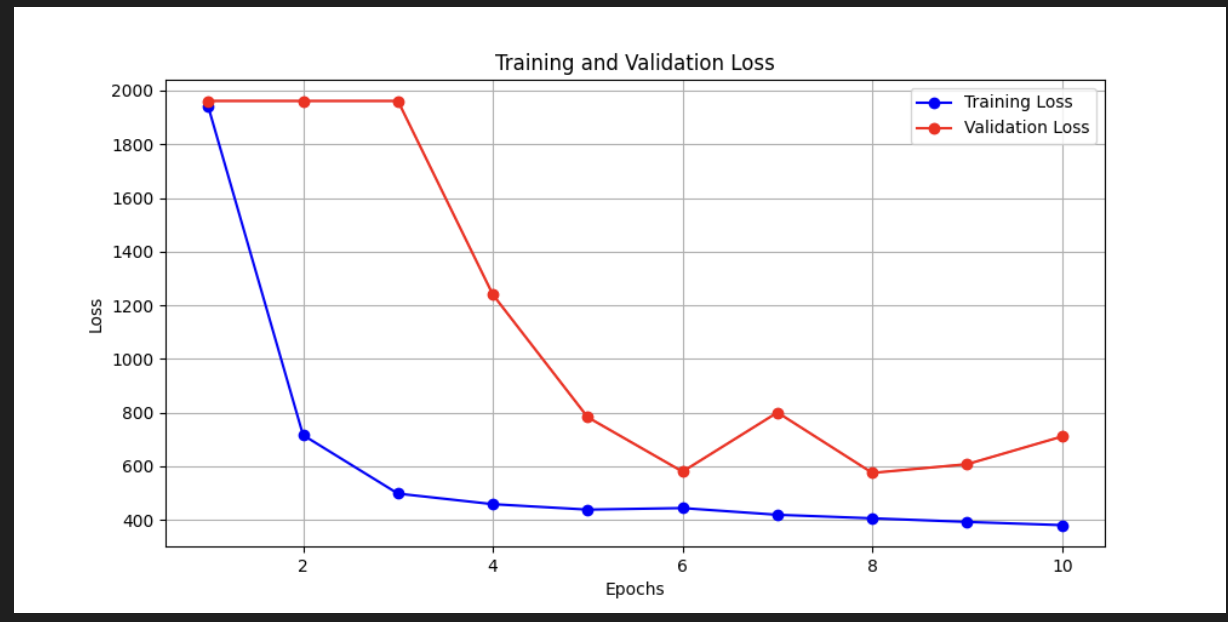 Training and Validation Loss
Training Loss
Validation Loss
2000
1800
1600
1400
1200
1000
800
600
400
Loss
2 4 6 8 10
Epochs